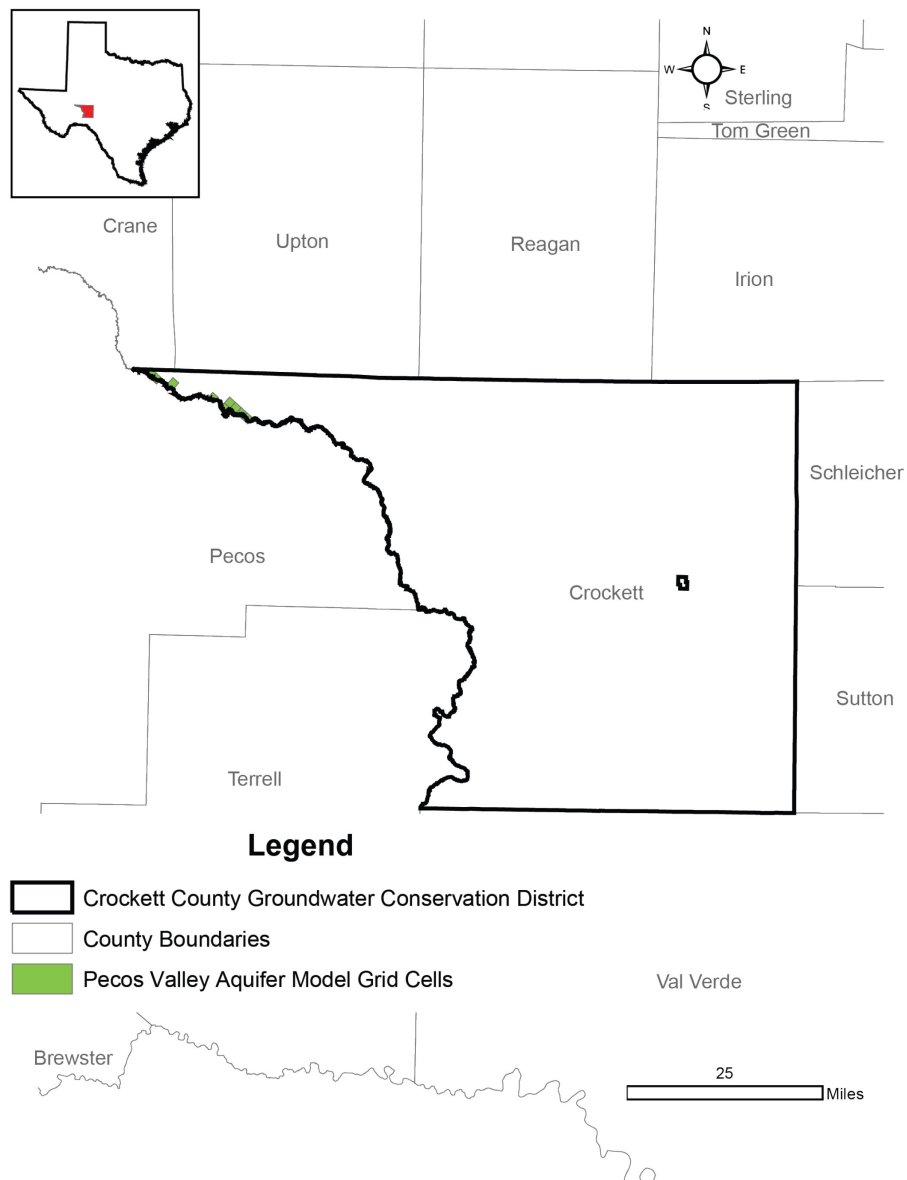 N
W E
S
Sterling
Tom Green
Crane
Upton
Reagan
Irion
Schleicher
Pecos
Crockett
Sutton
Terrell
Legend
Crockett County Groundwater Conservation District
County Boundaries
Pecos Valley Aquifer Model Grid Cells
Val Verde
Brewster
25
Miles